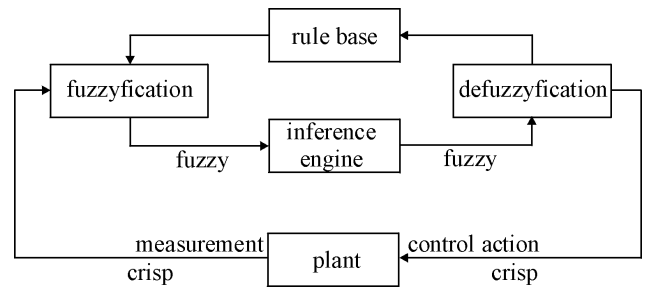 rule base
fuzzyfication
defuzzyfication
inference
engine
fuzzy
fuzzy
measurement
control action
plant
crisp
crisp